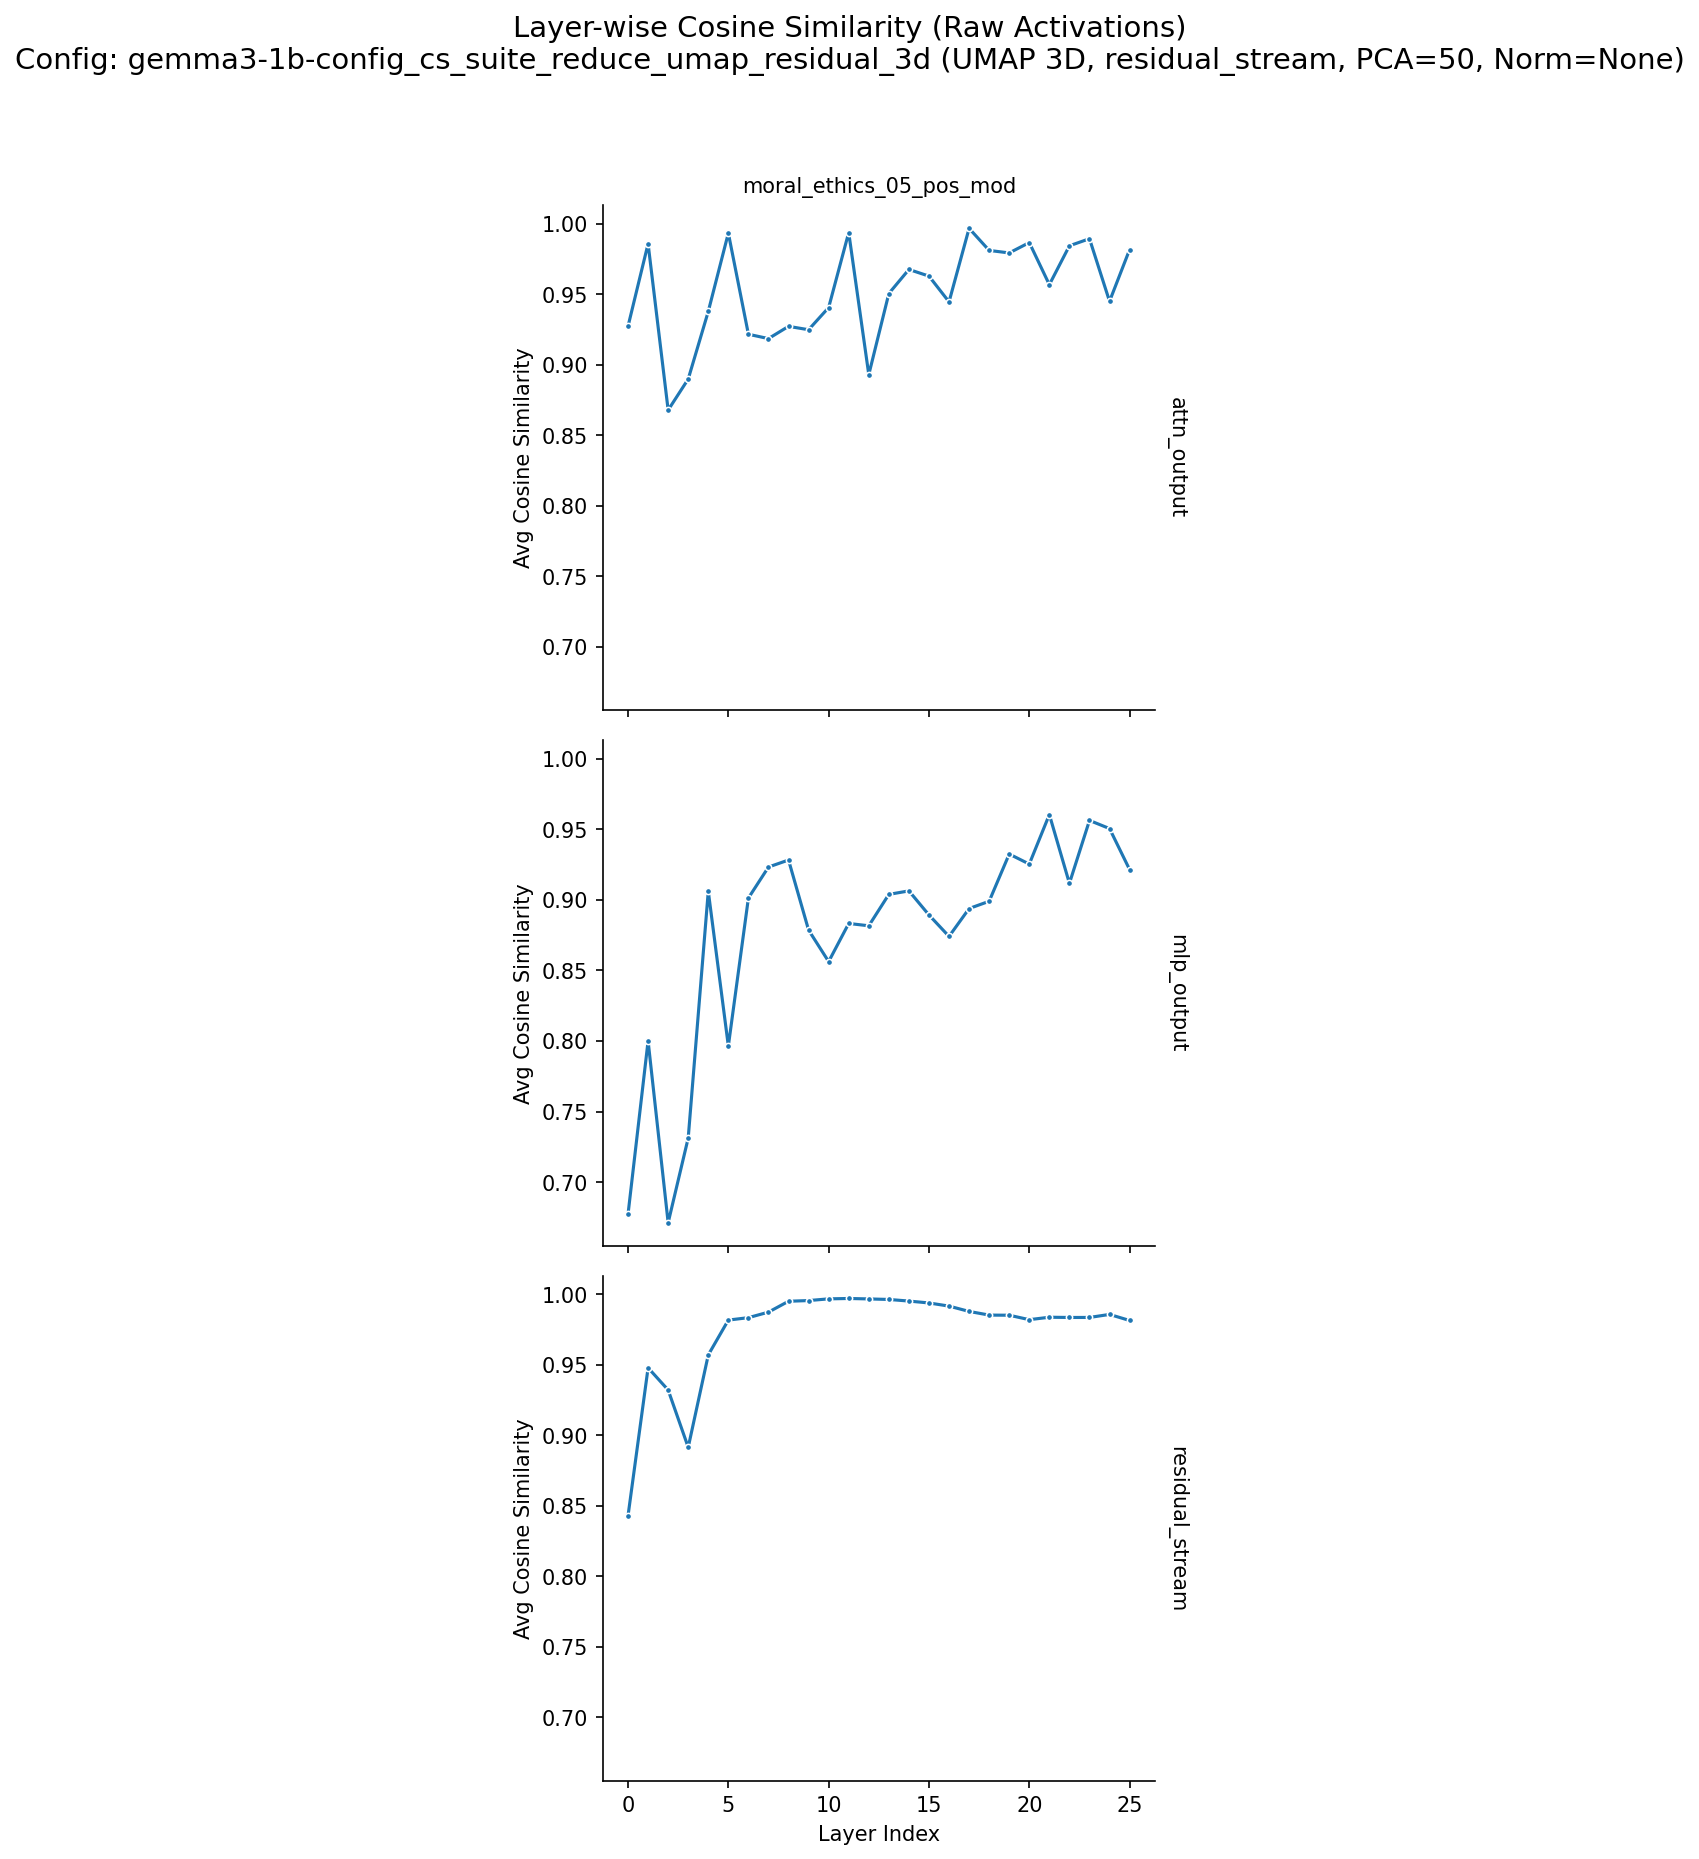 Layer-wise Cosine Similarity (Raw Activations)
Config: gemma3-1b-config_cs_suite_reduce_umap_residual_3d (UMAP 3D, residual_stream, PCA=50, Norm=None)
moral_ethics_05_pos_mod
1.00
0.95
0.90
0.85
0.80
0.75
0.70
Avg Cosine Similarity
attn_output
1.00
0.95
0.90
0.85
0.80
0.75
0.70
Avg Cosine Similarity
mlp_output
1.00
0.95
0.90
0.85
0.80
0.75
0.70
Avg Cosine Similarity
residual_stream
0 5 10 15 20 25
Layer Index